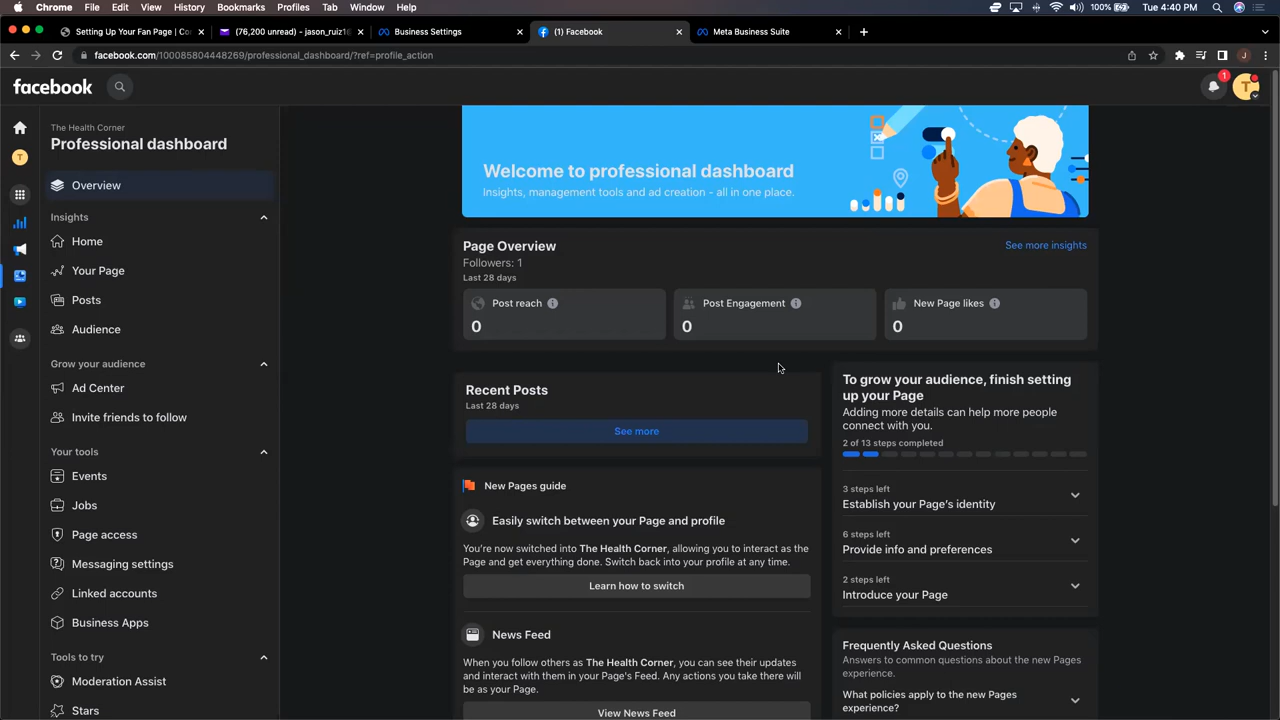 Chrome File Edit View History Bookmarks Profiles Tab Window Help 100% Tue 4:40 PM
Setting Up Your Fan Page | Co (76,200 unread) - jason_ruiz16 Business Settings (1) Facebook Meta Business Suite
facebook.com/100085804448269/professional_dashboard/?ref=profile_action J
facebook 1 T
The Health Corner
Professional dashboard
T
Overview
Insights
Home
Your Page
Posts
Audience
Grow your audience
Ad Center
Invite friends to follow
Your tools
Events
Jobs
Page access
Messaging settings
Linked accounts
Business Apps
Tools to try
Moderation Assist
Stars
Welcome to professional dashboard
Insights, management tools and ad creation - all in one place.
Page Overview
See more insights
Followers: 1
Last 28 days
Post reach
0
Post Engagement
0
New Page likes
0
Recent Posts
Last 28 days
See more
New Pages guide
Easily switch between your Page and profile
You're now switched into The Health Corner, allowing you to interact as the
Page and get everything done. Switch back into your profile at any time.
Learn how to switch
News Feed
When you follow others as The Health Corner, you can see their updates
and interact with them in your Page's Feed. Any actions you take there will
be as your Page.
View News Feed
To grow your audience, finish setting
up your Page
Adding more details can help more people
connect with you.
2 of 13 steps completed
3 steps left
Establish your Page's identity
6 steps left
Provide info and preferences
2 steps left
Introduce your Page
Frequently Asked Questions
Answers to common questions about the new Pages
experience.
What policies apply to the new Pages
experience?